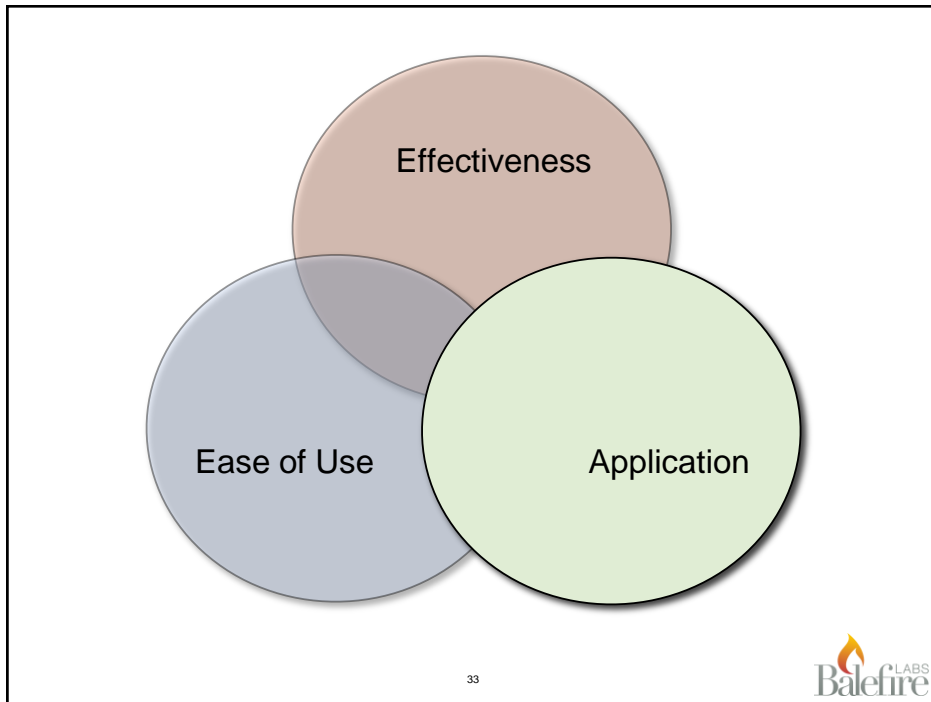 Effectiveness
Ease of Use
Application
33
Balefire LABS